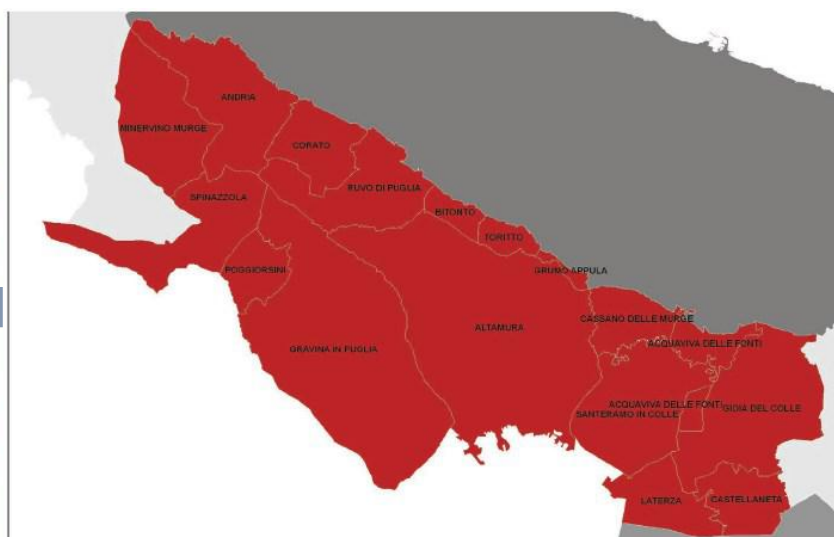 ANDRIA
MINERVINO MURGE
CORATO
RUVO DI PUGLIA
SPINAZZOLA
BITONTO
TORITTO
POGGIORSINI
GRUMO APPULA
CASSANO DELLE MURGE
ALTAMURA
ACQUAVIVA DELLE FONTI
GRAVINA IN PUGLIA
ACQUAVIVA DELLE FONTI
SANTERAMO IN COLLE
GIOIA DEL COLLE
LATERZA
CASTELLANETA